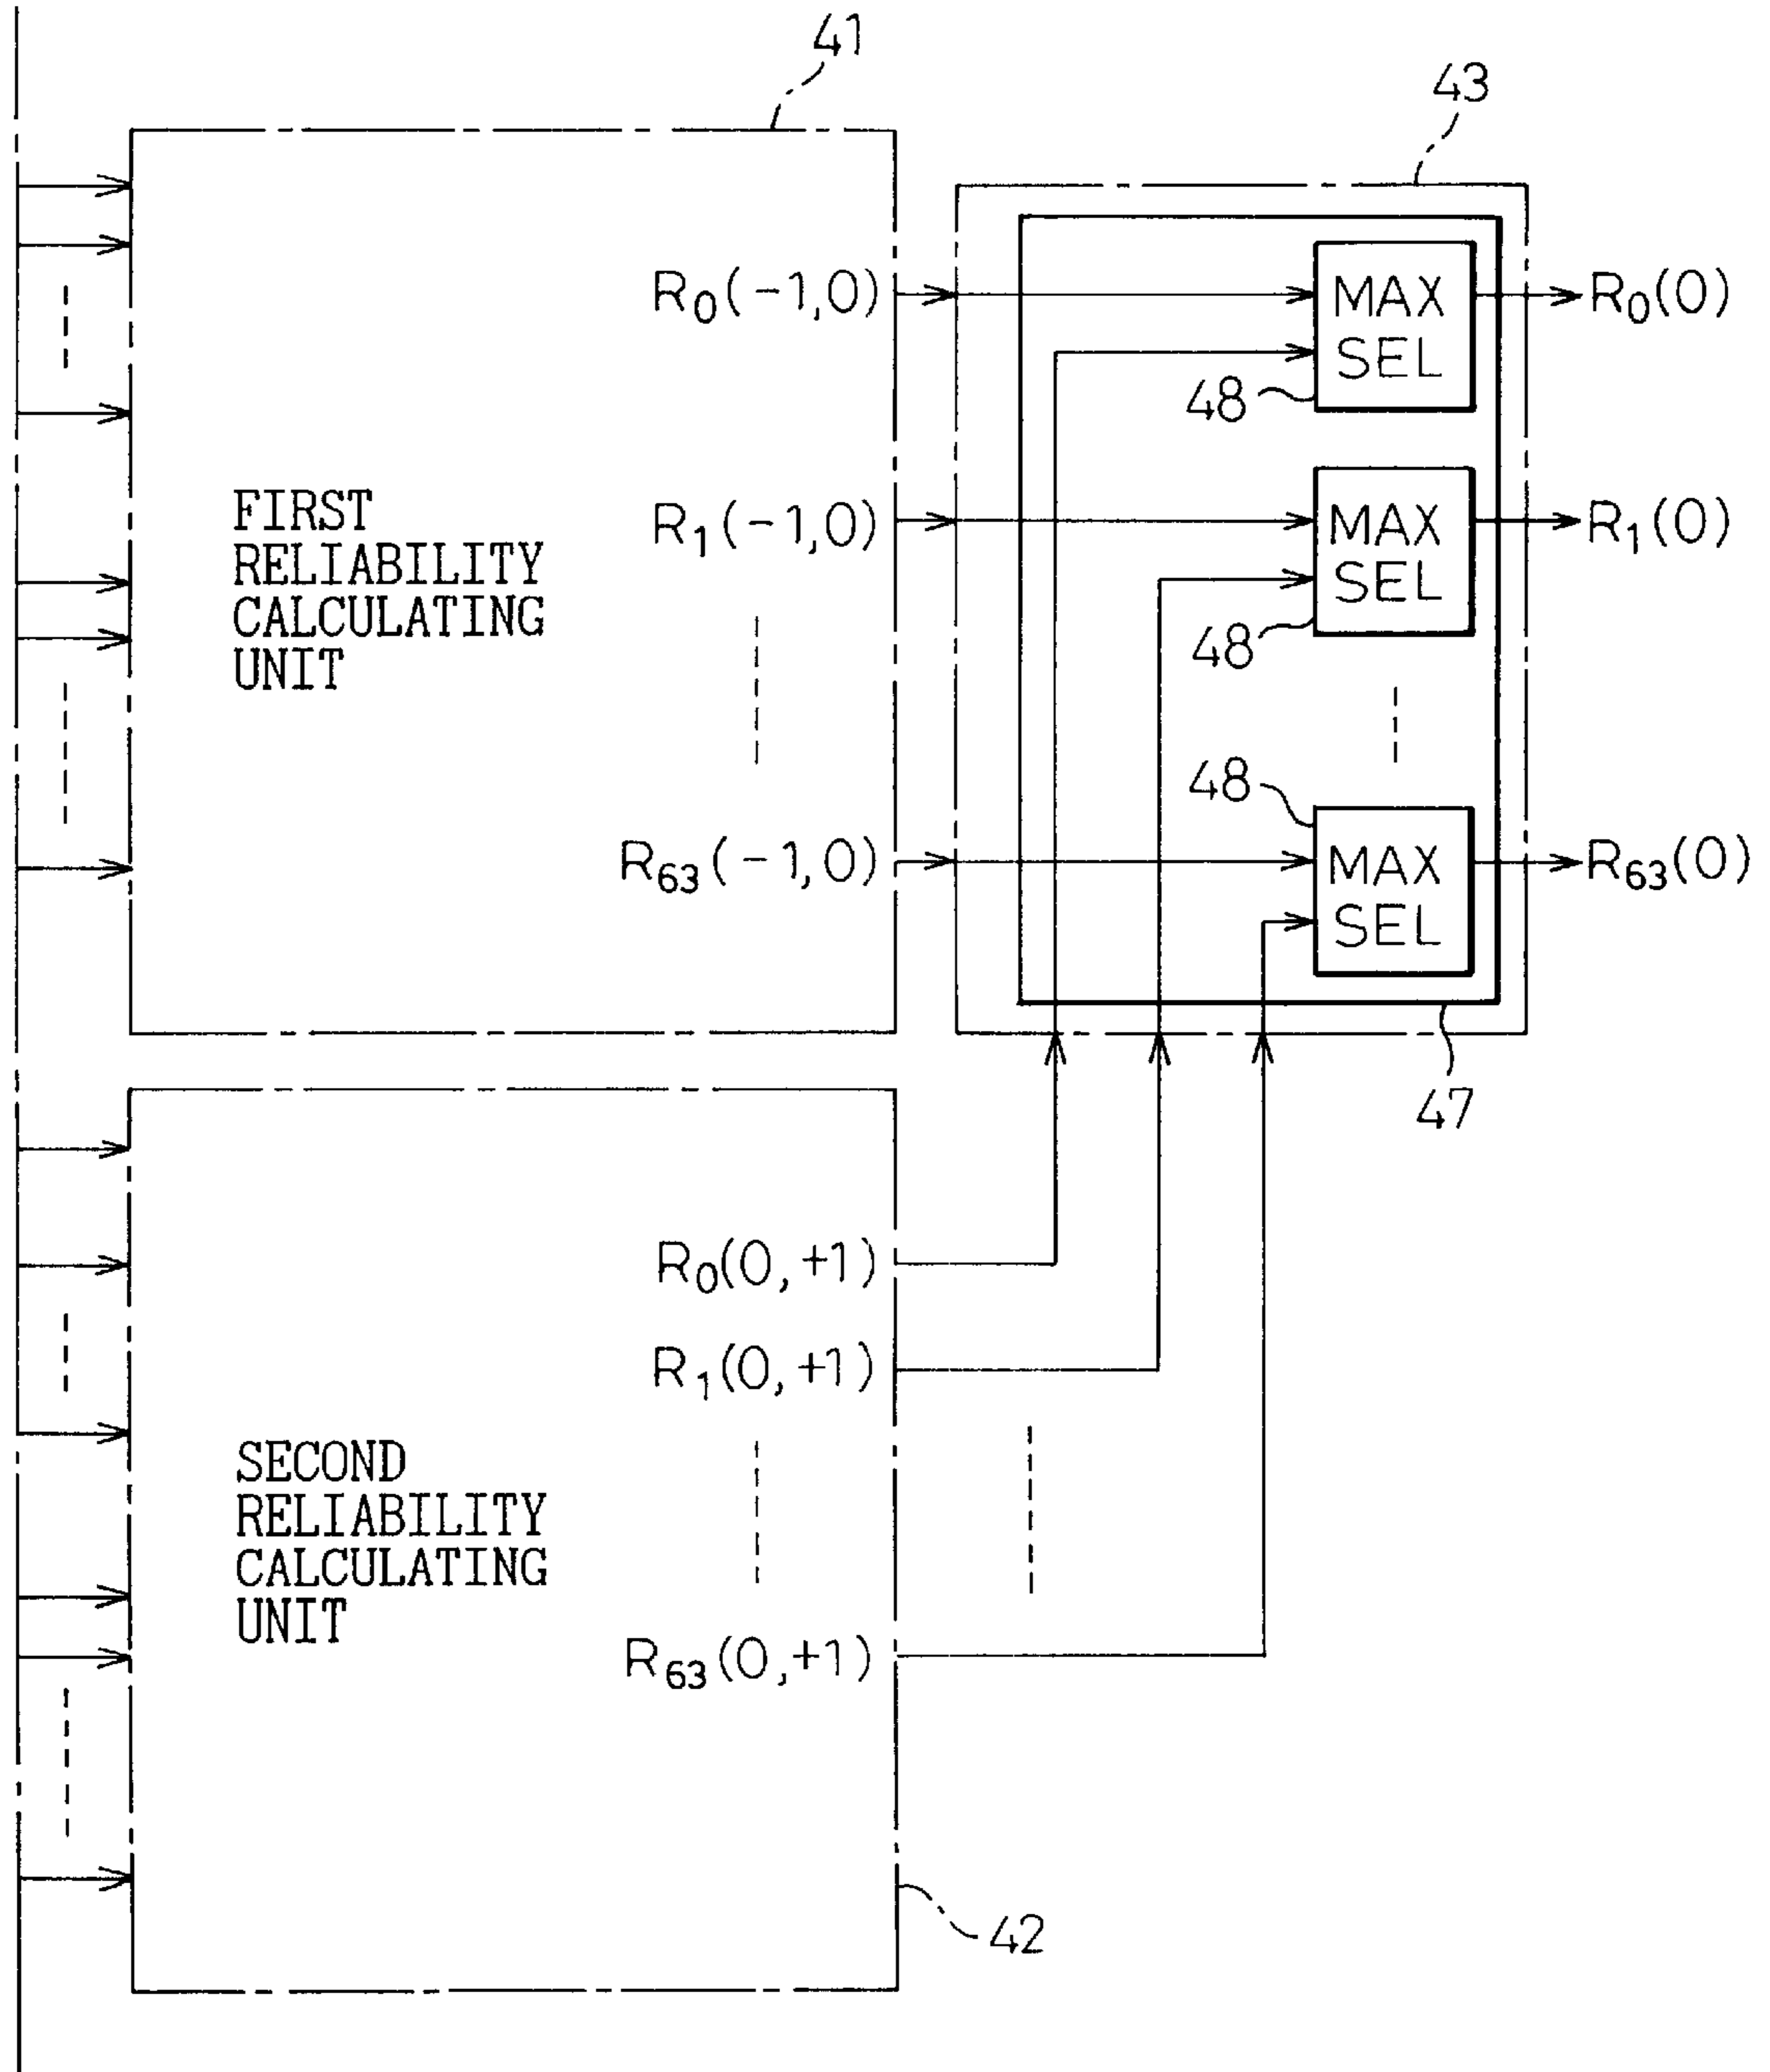 41
43
R₀(-1,0)
MAX
SEL
R₀(0)
48
FIRST
RELIABILITY
CALCULATING
UNIT
R₁(-1,0)
MAX
SEL
R₁(0)
48
48
R₆₃(-1,0)
MAX
SEL
R₆₃(0)
47
R₀(0,+1)
R₁(0,+1)
SECOND
RELIABILITY
CALCULATING
UNIT
R₆₃(0,+1)
42